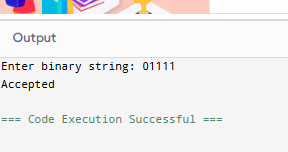 Output
Enter binary string: 01111
Accepted
=== Code Execution Successful ===